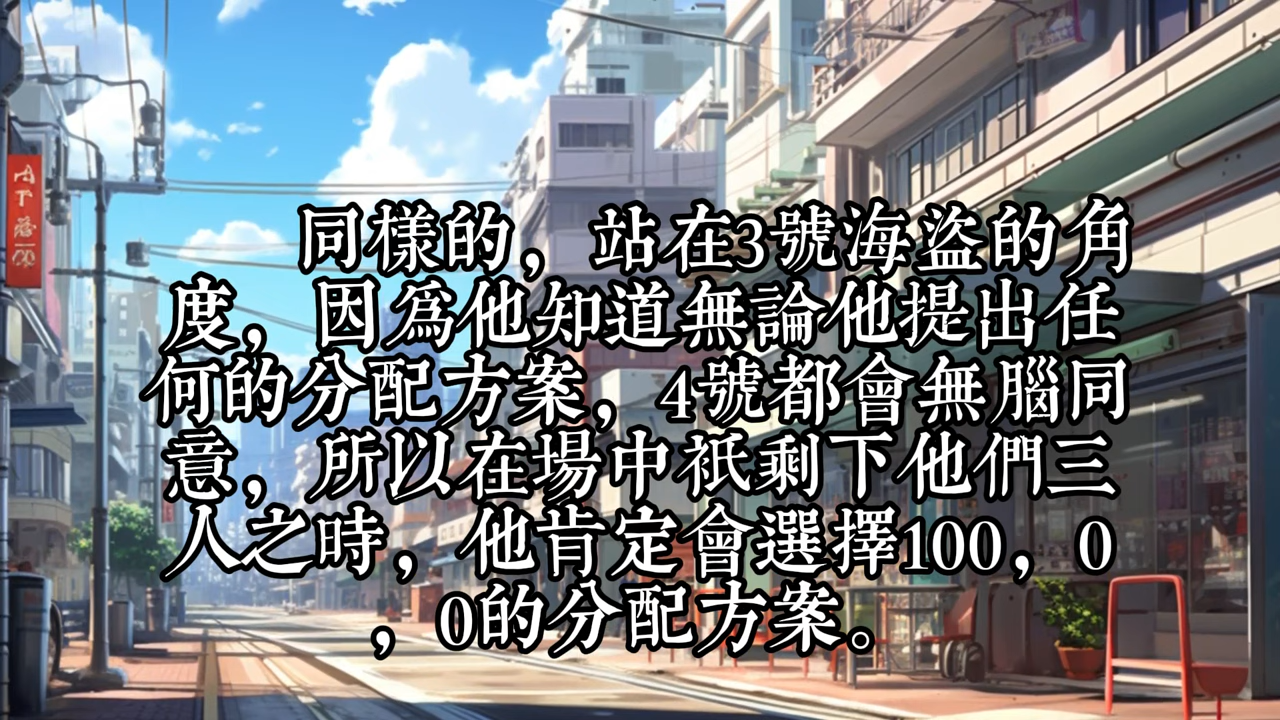 同樣的，站在3號海盜的角
度，因爲他知道無論他提出任
何的分配方案，4號都會無腦同
意，所以在場中衹剩下他們三
人之時，他肯定會選擇100，0
，0的分配方案。